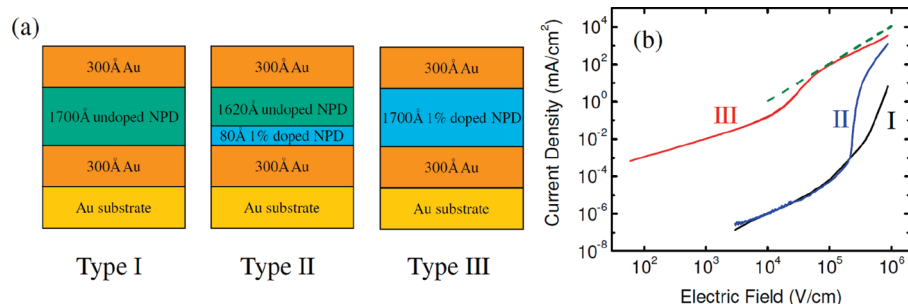 (a)
300Å Au
1700Å undoped NPD
300Å Au
Au substrate
Type I
300Å Au
1620Å undoped NPD
80Å 1% doped NPD
300Å Au
Au substrate
Type II
300Å Au
1700Å 1% doped NPD
300Å Au
Au substrate
Type III
(b)
Current Density (mA/cm²)
10⁴
10²
10⁰
10⁻²
10⁻⁴
10⁻⁶
10⁻⁸
III
II
I
10²
10³
10⁴
10⁵
10⁶
Electric Field (V/cm)